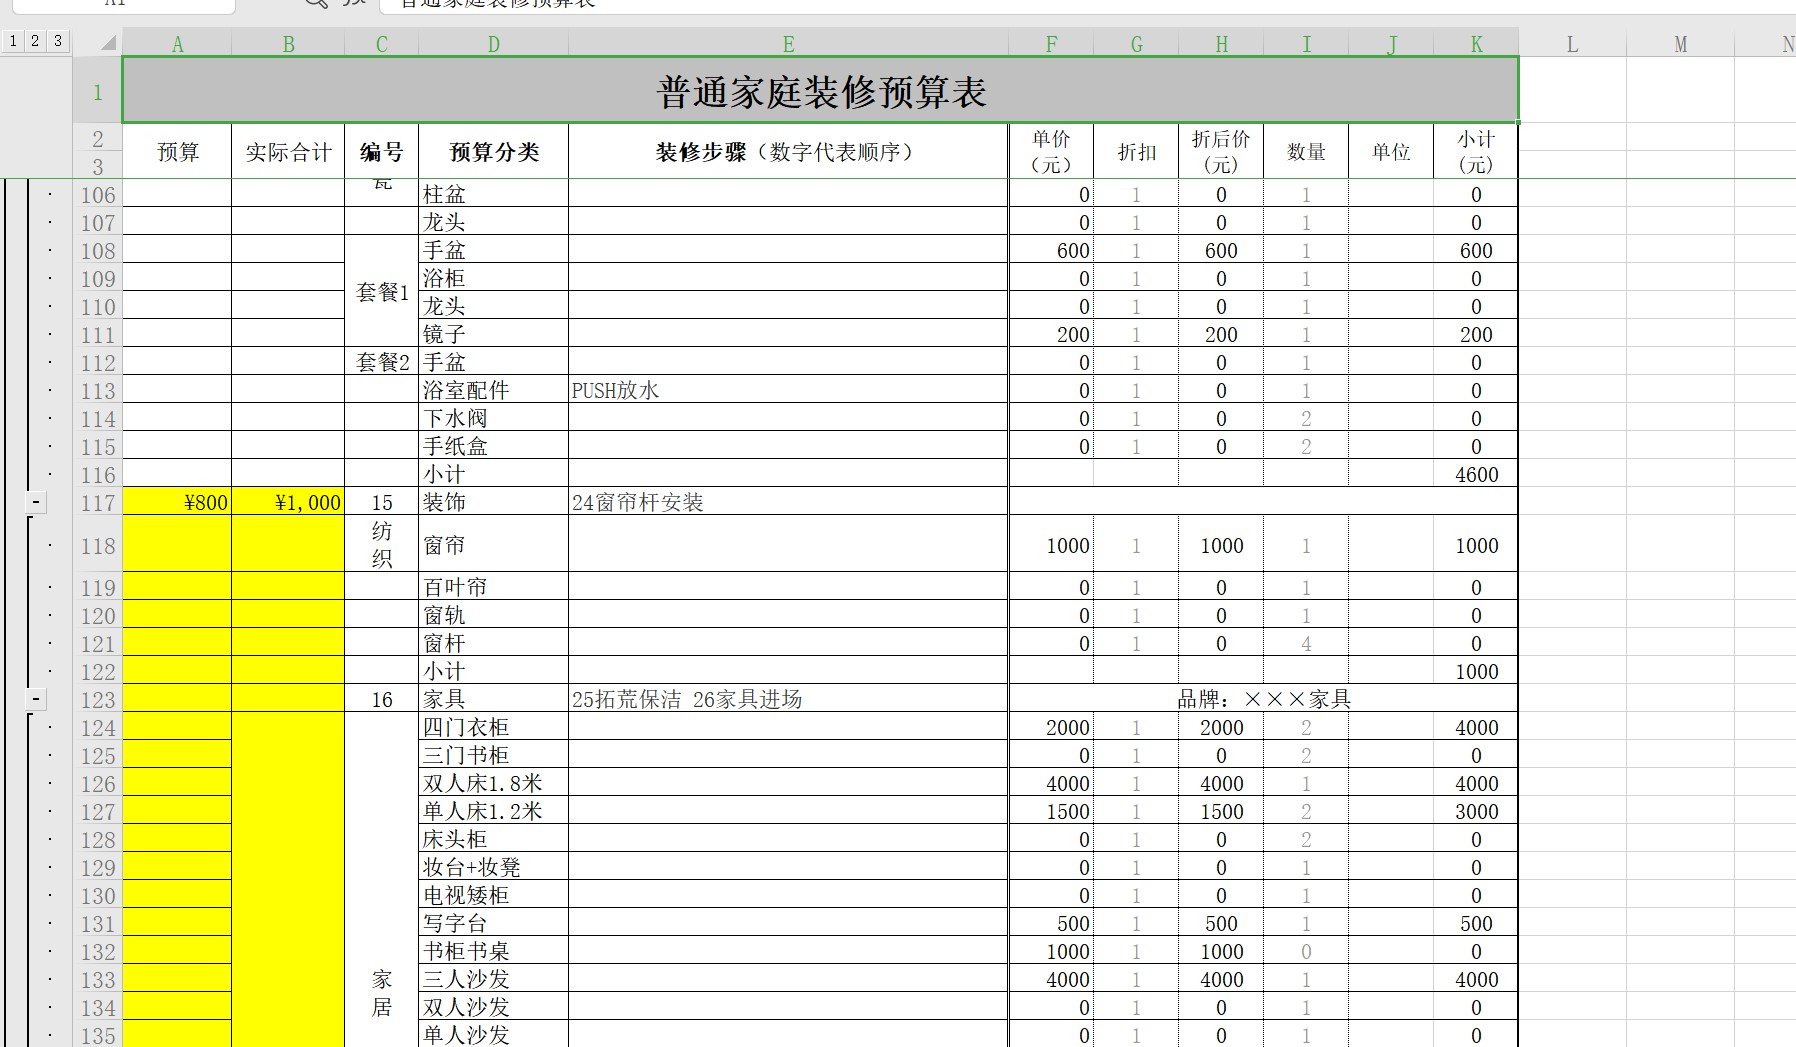 普通家庭装修预算表
1 2 3 A B C D E F G H I J K L M N
1 普通家庭装修预算表
2 3 预算 实际合计 编号 预算分类 装修步骤（数字代表顺序） 单价（元） 折扣 折后价（元） 数量 单位 小计（元）
106 瓷 柱盆 0 1 0 1 0
107 龙头 0 1 0 1 0
108 手盆 600 1 600 1 600
109 套餐1 浴柜 0 1 0 1 0
110 龙头 0 1 0 1 0
111 镜子 200 1 200 1 200
112 套餐2 手盆 0 1 0 1 0
113 浴室配件 PUSH放水 0 1 0 1 0
114 下水阀 0 1 0 2 0
115 手纸盒 0 1 0 2 0
116 小计 4600
117 ¥800 ¥1,000 15 装饰 24窗帘杆安装
118 纺织 窗帘 1000 1 1000 1 1000
119 百叶帘 0 1 0 1 0
120 窗轨 0 1 0 1 0
121 窗杆 0 1 0 4 0
122 小计 1000
123 16 家具 25拓荒保洁 26家具进场 品牌：×××家具
124 四门衣柜 2000 1 2000 2 4000
125 三门书柜 0 1 0 2 0
126 双人床1.8米 4000 1 4000 1 4000
127 单人床1.2米 1500 1 1500 2 3000
128 床头柜 0 1 0 2 0
129 妆台+妆凳 0 1 0 1 0
130 电视矮柜 0 1 0 1 0
131 写字台 500 1 500 1 500
132 书柜书桌 1000 1 1000 0 0
133 家居 三人沙发 4000 1 4000 1 4000
134 双人沙发 0 1 0 1 0
135 单人沙发 0 1 0 1 0